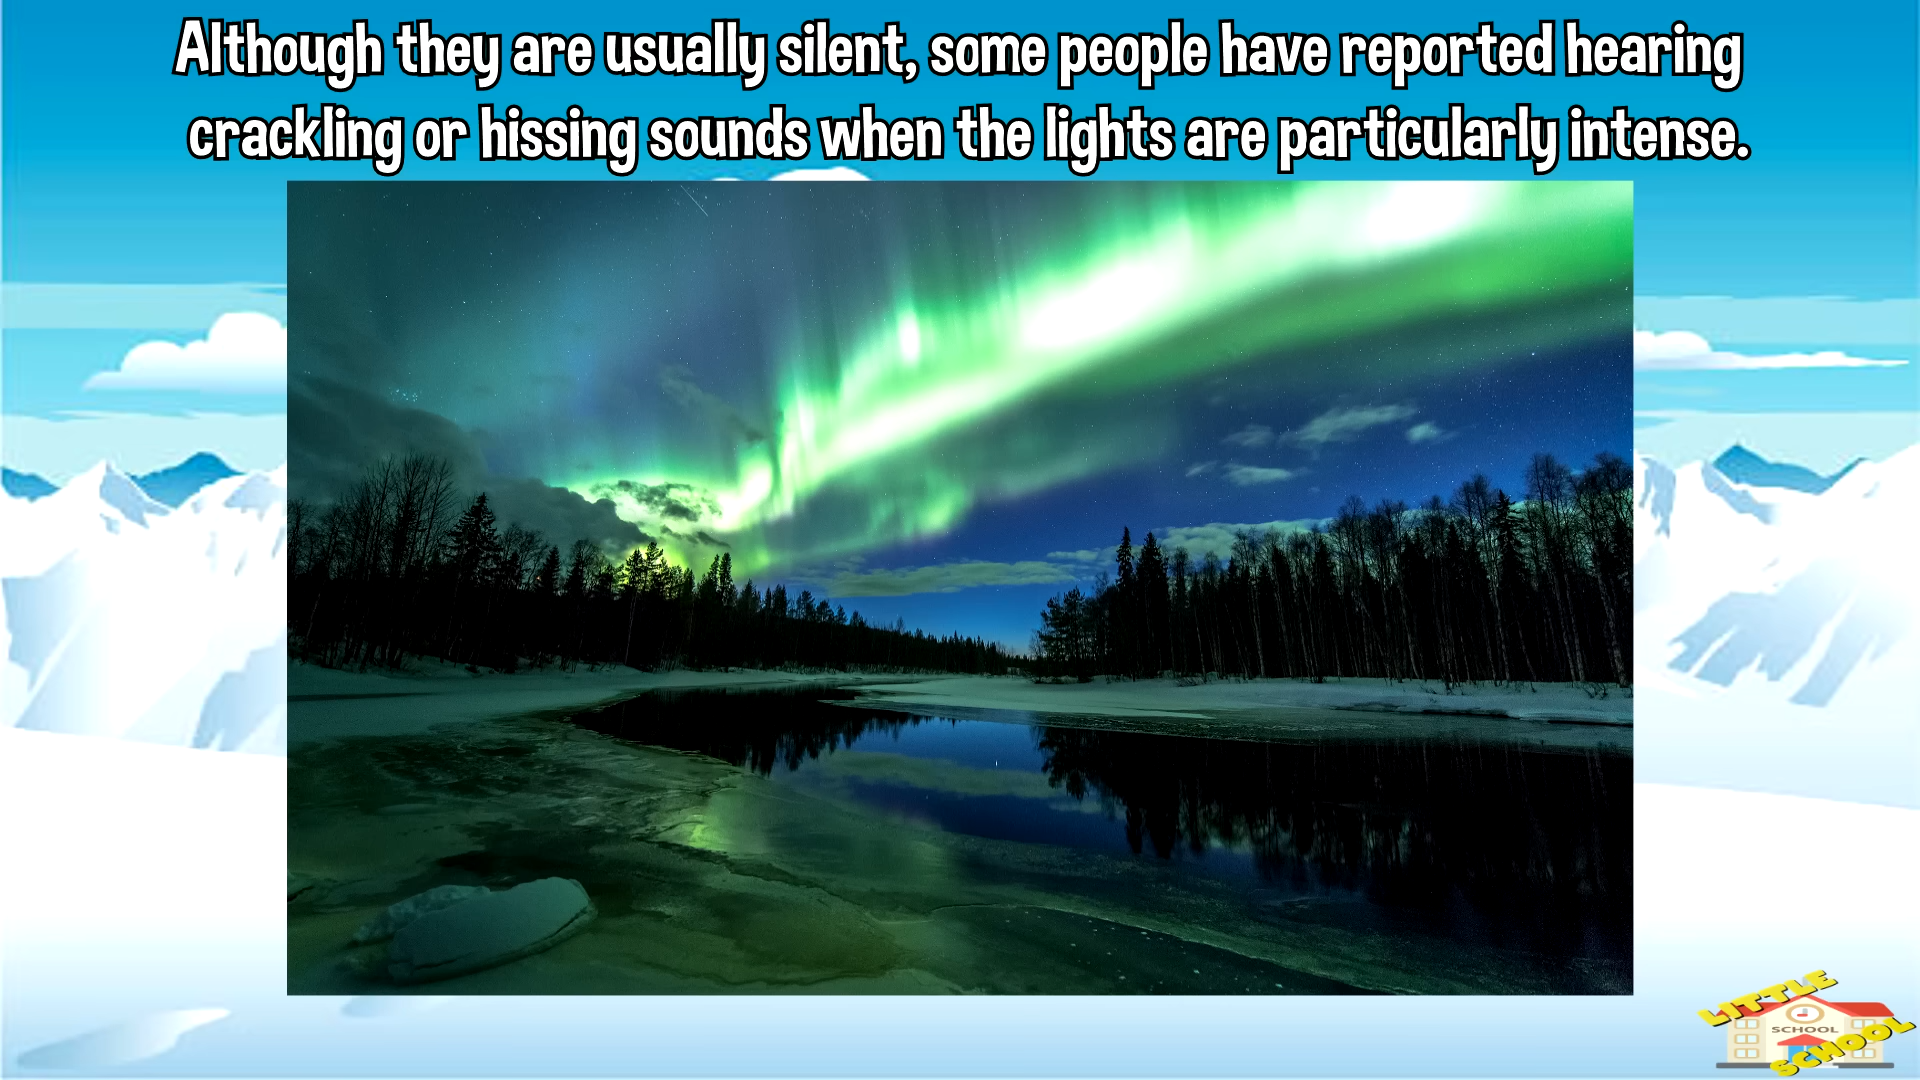 Although they are usually silent, some people have reported hearing
crackling or hissing sounds when the lights are particularly intense.
LITTLE
SCHOOL
SCHOOL